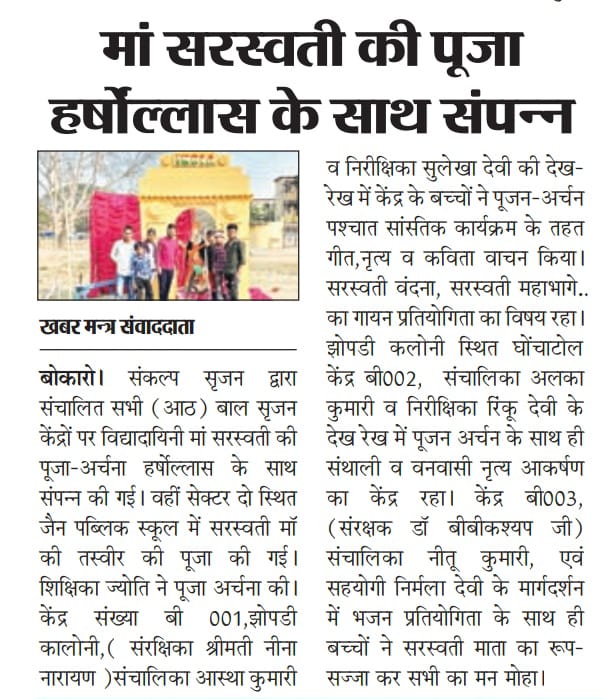 मां सरस्वती की पूजा
हर्षोल्लास के साथ संपन्न
INDIA
खबर मन्त्र संवाददाता
बोकारो। संकल्प सृजन द्वारा
संचालित सभी (आठ) बाल सृजन
केंद्रों पर विद्यादायिनी मां सरस्वती की
पूजा-अर्चना हर्षोल्लास के साथ
संपन्न की गई। वहीं सेक्टर दो स्थित
जैन पब्लिक स्कूल में सरस्वती मॉ
की तस्वीर की पूजा की गई।
शिक्षिका ज्योति ने पूजा अर्चना की।
केंद्र संख्या बी 001,झोपडी
कालोनी,( संरक्षिका श्रीमती नीना
नारायण )संचालिका आस्था कुमारी
व निरीक्षिका सुलेखा देवी की देख-
रेख में केंद्र के बच्चों ने पूजन-अर्चन
पश्चात सांसतिक कार्यक्रम के तहत
गीत,नृत्य व कविता वाचन किया।
सरस्वती वंदना, सरस्वती महाभागे..
का गायन प्रतियोगिता का विषय रहा।
झोपडी कलोनी स्थित घोंचाटोल
केंद्र बी002, संचालिका अलका
कुमारी व निरीक्षिका रिंकू देवी के
देख रेख में पूजन अर्चन के साथ ही
संथाली व वनवासी नृत्य आकर्षण
का केंद्र रहा। केंद्र बी003,
(संरक्षक डॉ बीबीकश्यप जी)
संचालिका नीतू कुमारी, एवं
सहयोगी निर्मला देवी के मार्गदर्शन
में भजन प्रतियोगिता के साथ ही
बच्चों ने सरस्वती माता का रूप-
सज्जा कर सभी का मन मोहा।